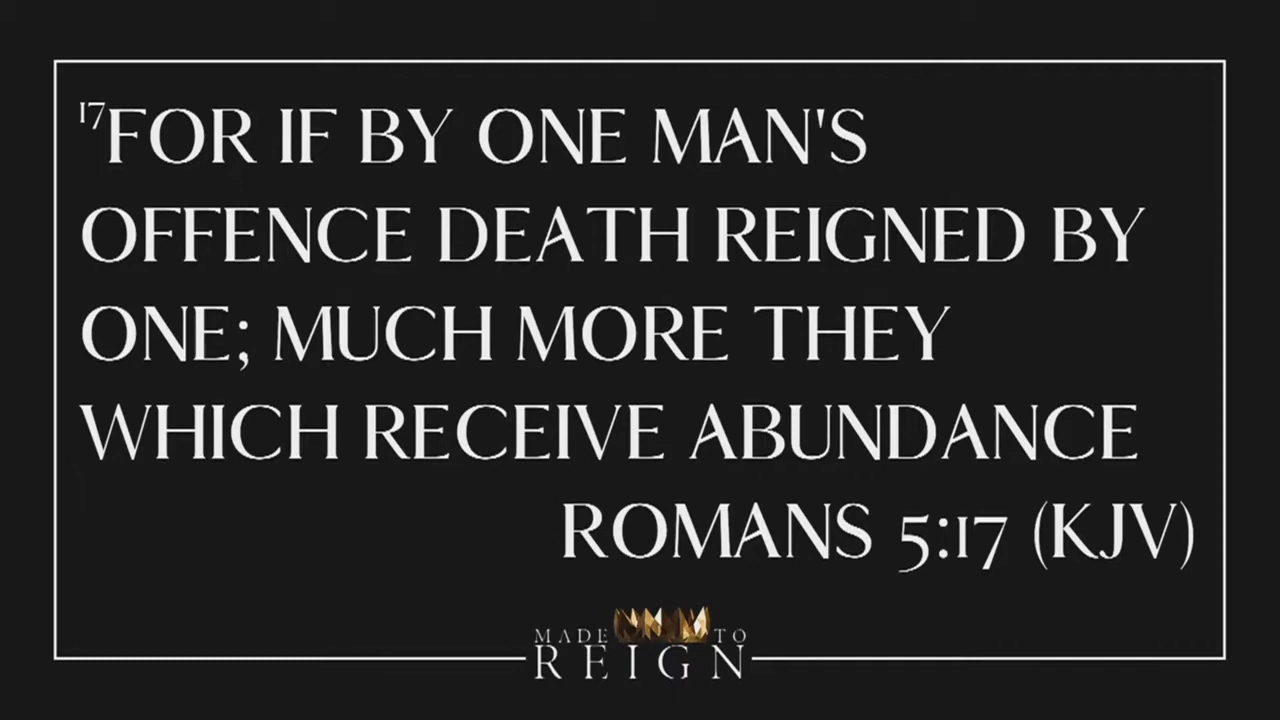 17FOR IF BY ONE MAN'S
OFFENCE DEATH REIGNED BY
ONE; MUCH MORE THEY
WHICH RECEIVE ABUNDANCE
ROMANS 5:17 (KJV)
MADE TO
REIGN